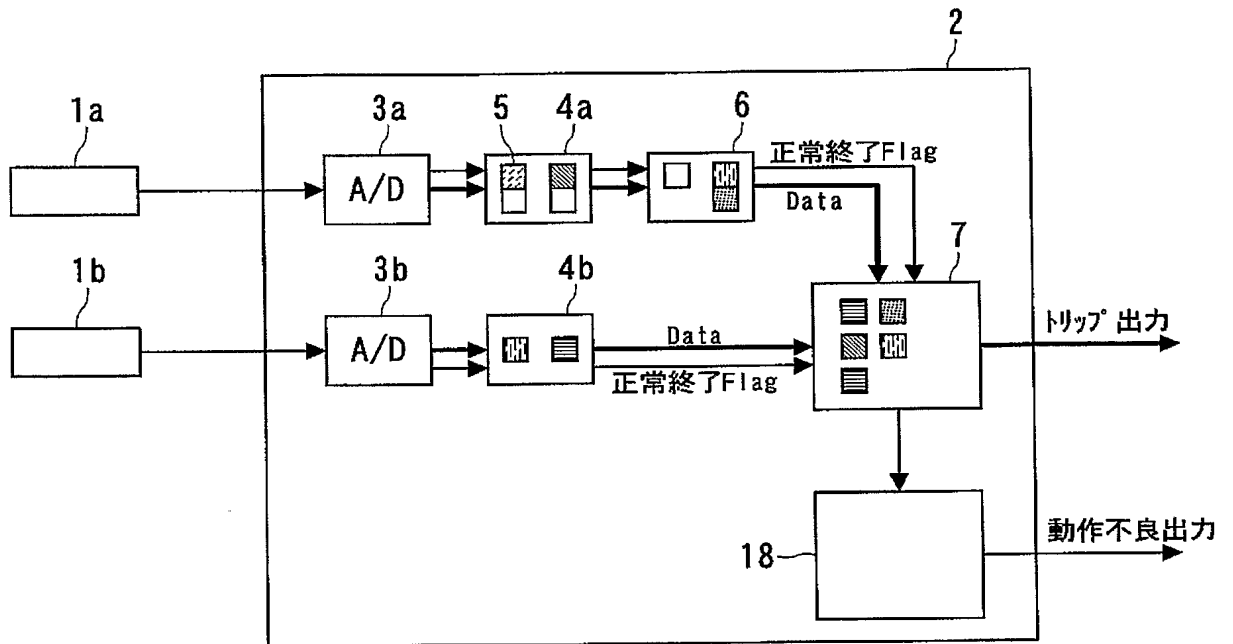 2
1a
3a
5
4a
6
A/D
正常終了Flag
Data
1b
3b
4b
7
A/D
Data
正常終了Flag
ﾄﾘｯﾌﾟ出力
18
動作不良出力